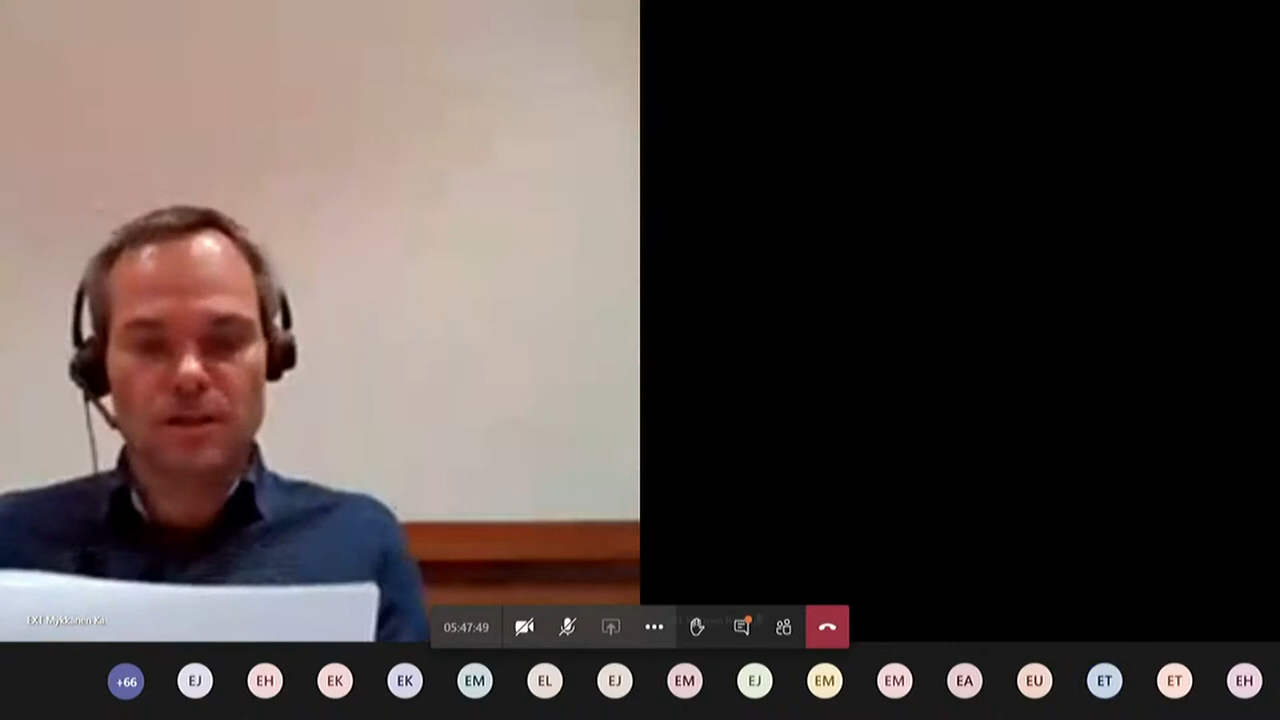 EXT Mykkänen Kai
05:47:49
+66
EJ
EH
EK
EK
EM
EL
EJ
EM
EJ
EM
EM
EA
EU
ET
ET
EH